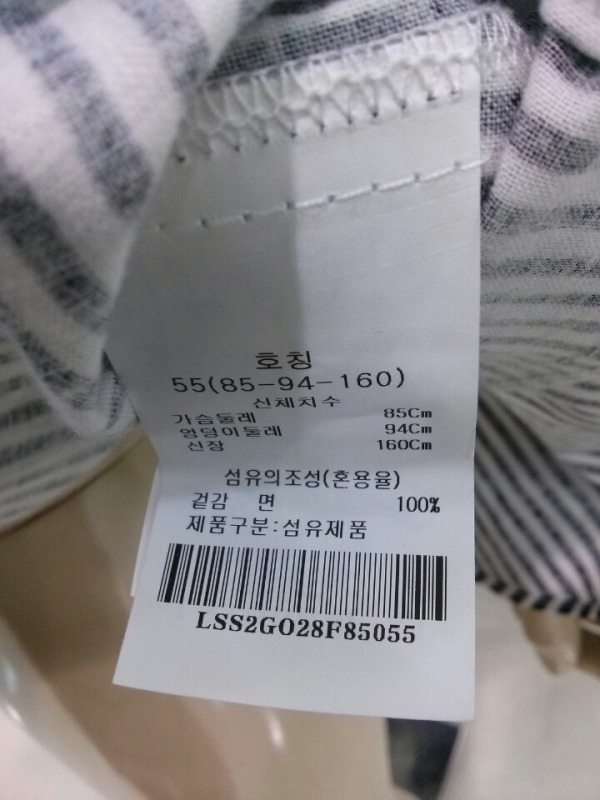 호칭
55(85-94-160)
신체치수
가슴둘레 85Cm
엉덩이둘레 94Cm
신장 160Cm
섬유의조성(혼용율)
겉감 면 100%
제품구분:섬유제품
LSS2GO28F85055